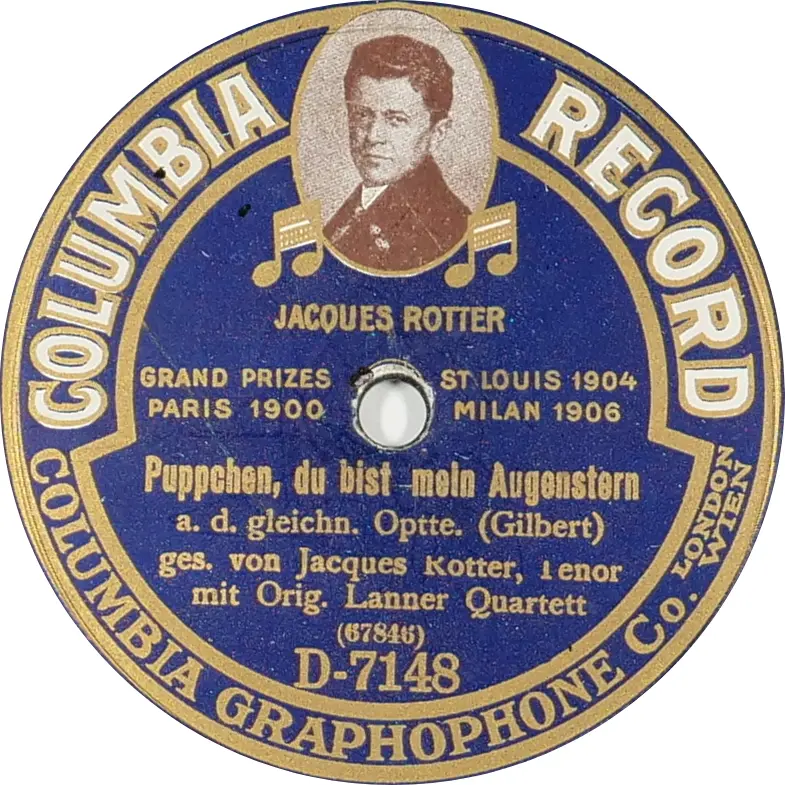 COLUMBIA RECORD
JACQUES ROTTER
GRAND PRIZES ST. LOUIS 1904
PARIS 1900 MILAN 1906
Puppchen, du bist mein Augenstern
a. d. gleichn. Optte. (Gilbert)
ges. von Jacques Rotter, Tenor
mit Orig. Lanner Quartett
(67846)
D-7148
COLUMBIA GRAPHOPHONE Co. LONDON
WIEN